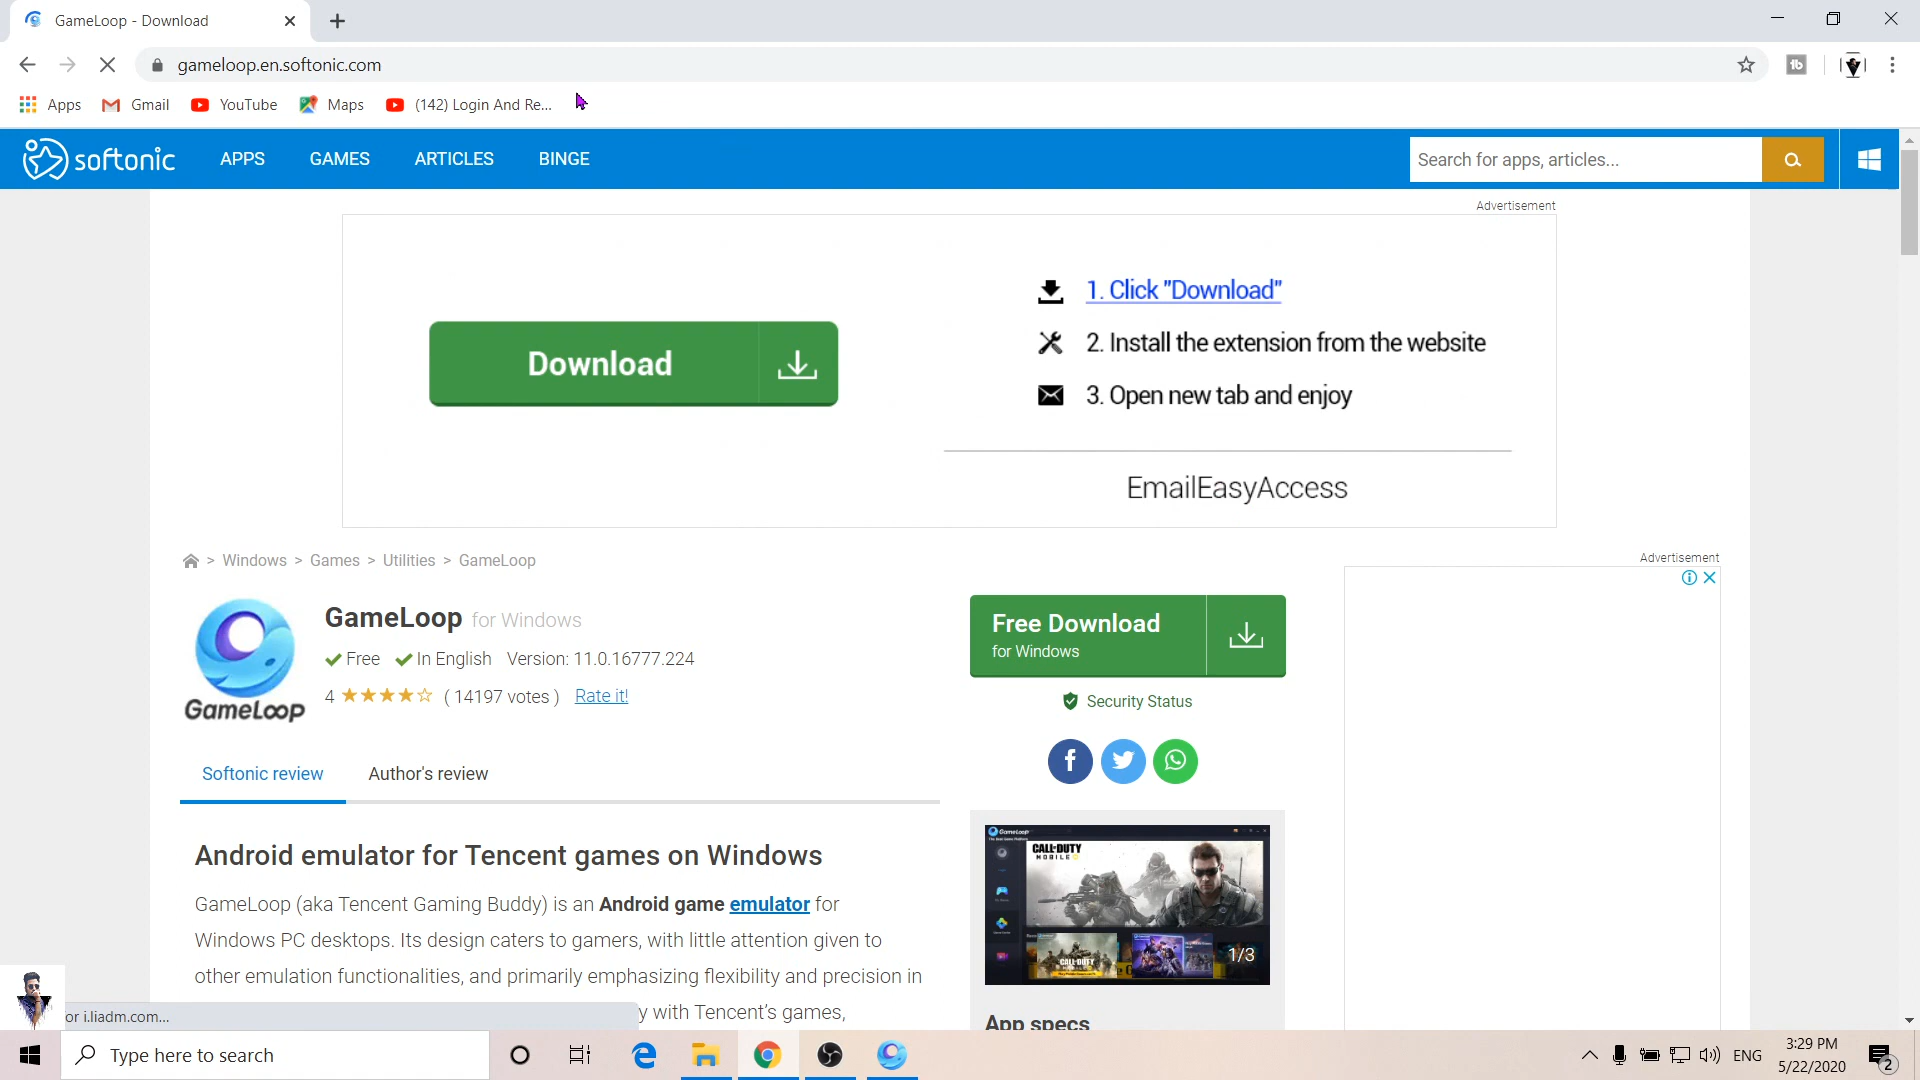 GameLoop - Download
gameloop.en.softonic.com
Apps Gmail YouTube Maps (142) Login And Re...
softonic APPS GAMES ARTICLES BINGE Search for apps, articles...
Advertisement
Download
1. Click "Download"
2. Install the extension from the website
3. Open new tab and enjoy
EmailEasyAccess
> Windows > Games > Utilities > GameLoop
Advertisement
GameLoop
GameLoop for Windows
Free In English Version: 11.0.16777.224
4 ( 14197 votes ) Rate it!
Free Download
for Windows
Security Status
Softonic review Author's review
Android emulator for Tencent games on Windows
GameLoop (aka Tencent Gaming Buddy) is an Android game emulator for
Windows PC desktops. Its design caters to gamers, with little attention given to
other emulation functionalities, and primarily emphasizing flexibility and precision in
y with Tencent's games,
GameLoop
CALL·DUTY
MOBILE
CALL·DUTY
1/3
App specs
or i.liadm.com...
Type here to search
ENG
3:29 PM
5/22/2020
2